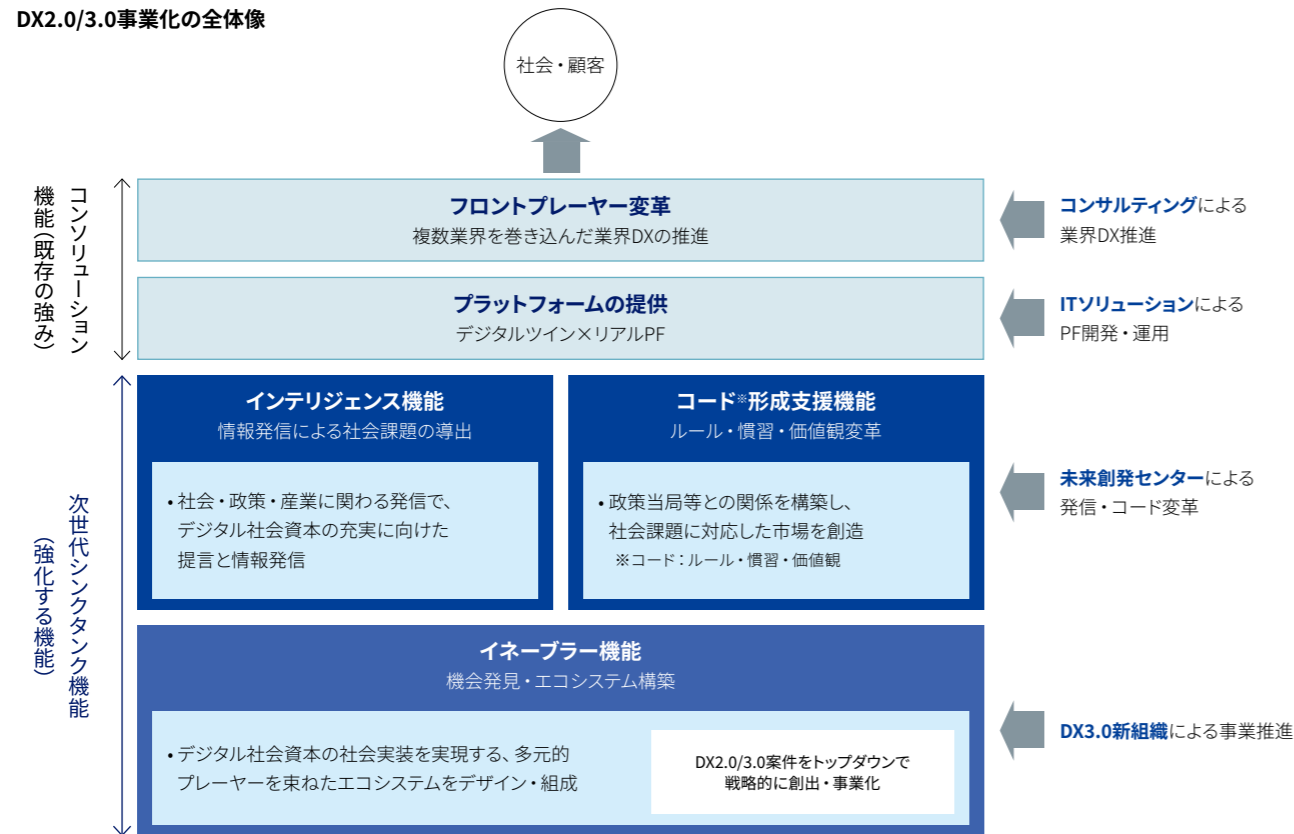 DX2.0/3.0事業化の全体像
社会・顧客
コンソリューション
機能(既存の強み)
フロントプレーヤー変革
複数業界を巻き込んだ業界DXの推進
コンサルティングによる
業界DX推進
プラットフォームの提供
デジタルツイン×リアルPF
ITソリューションによる
PF開発・運用
次世代シンクタンク機能
(強化する機能)
インテリジェンス機能
情報発信による社会課題の導出
・社会・政策・産業に関わる発信で、
デジタル社会資本の充実に向けた
提言と情報発信
コード※形成支援機能
ルール・慣習・価値観変革
・政策当局等との関係を構築し、
社会課題に対応した市場を創造
※コード：ルール・慣習・価値観
未来創発センターによる
発信・コード変革
イネーブラー機能
機会発見・エコシステム構築
・デジタル社会資本の社会実装を実現する、多元的
プレーヤーを束ねたエコシステムをデザイン・組成
DX2.0/3.0案件をトップダウンで
戦略的に創出・事業化
DX3.0新組織による事業推進